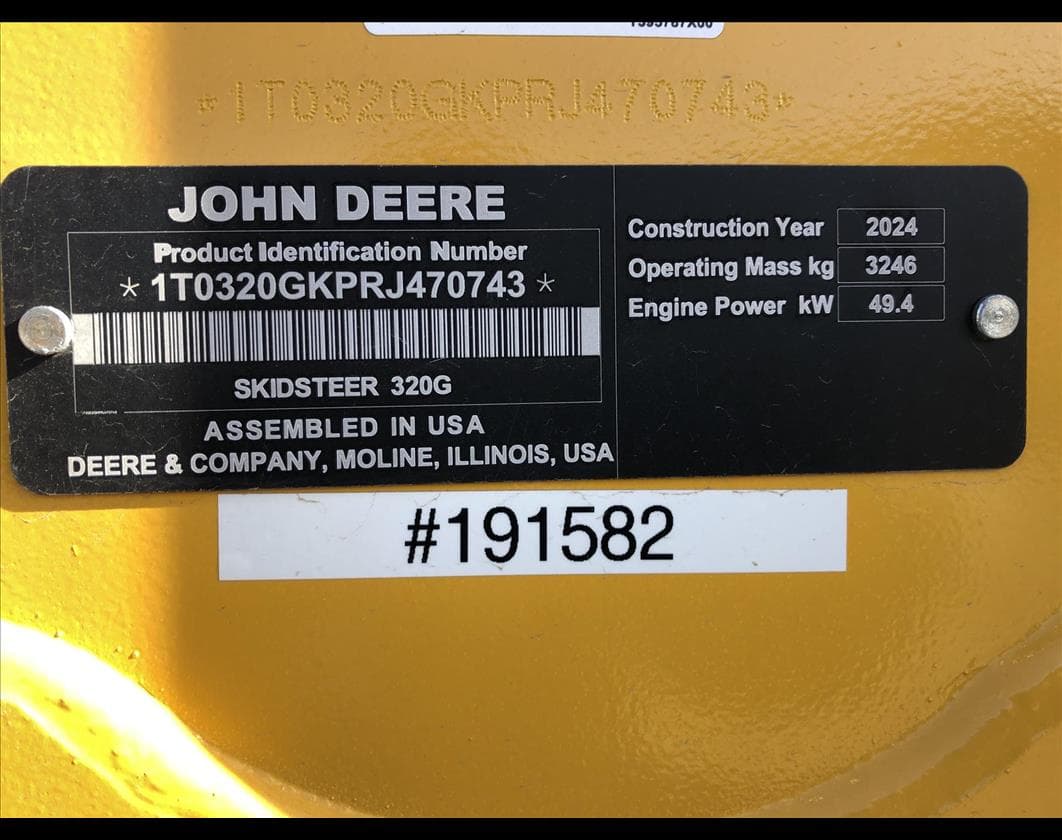 *1T0320GKPRJ470743*
JOHN DEERE
Product Identification Number
*1T0320GKPRJ470743*
SKIDSTEER 320G
ASSEMBLED IN USA
DEERE & COMPANY, MOLINE, ILLINOIS, USA
Construction Year 2024
Operating Mass kg 3246
Engine Power kW 49.4
#191582